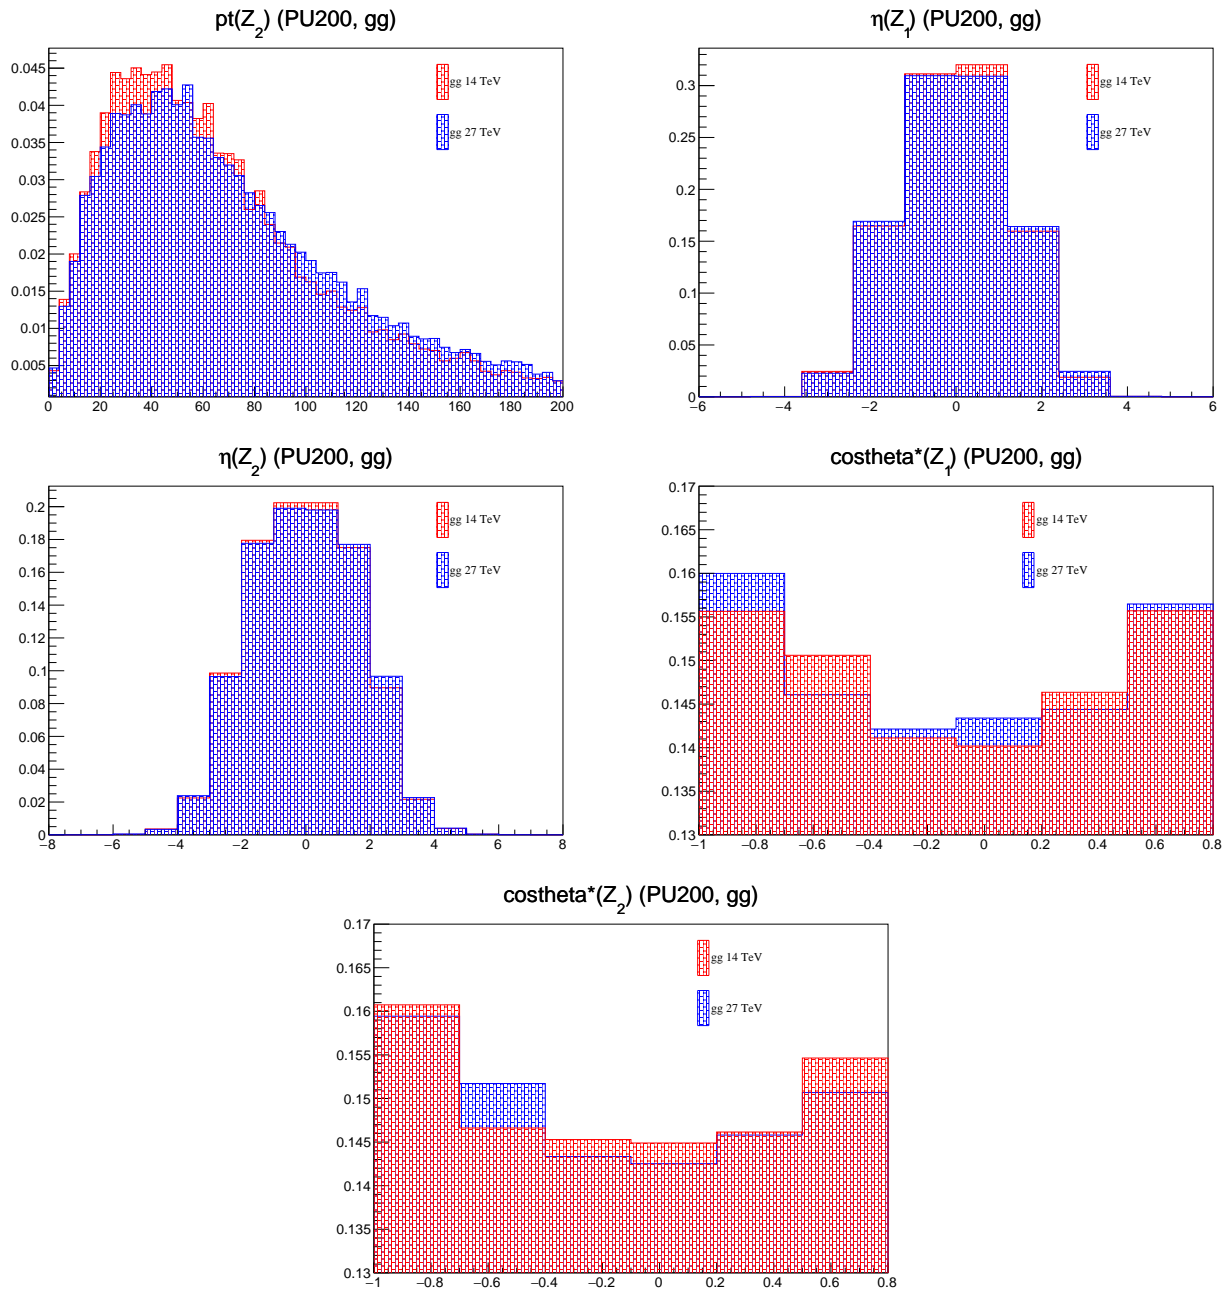 pt(Z_2) (PU200, gg)
0.045
0.04
0.035
0.03
0.025
0.02
0.015
0.01
0.005
0 20 40 60 80 100 120 140 160 180 200
gg 14 TeV
gg 27 TeV
η(Z_1) (PU200, gg)
0.3
0.25
0.2
0.15
0.1
0.05
0
−6 −4 −2 0 2 4 6
gg 14 TeV
gg 27 TeV
η(Z_2) (PU200, gg)
0.2
0.18
0.16
0.14
0.12
0.1
0.08
0.06
0.04
0.02
0
−8 −6 −4 −2 0 2 4 6 8
gg 14 TeV
gg 27 TeV
costheta*(Z_1) (PU200, gg)
0.17
0.165
0.16
0.155
0.15
0.145
0.14
0.135
0.13
−1 −0.8 −0.6 −0.4 −0.2 0 0.2 0.4 0.6 0.8
gg 14 TeV
gg 27 TeV
costheta*(Z_2) (PU200, gg)
0.17
0.165
0.16
0.155
0.15
0.145
0.14
0.135
0.13
−1 −0.8 −0.6 −0.4 −0.2 0 0.2 0.4 0.6 0.8
gg 14 TeV
gg 27 TeV